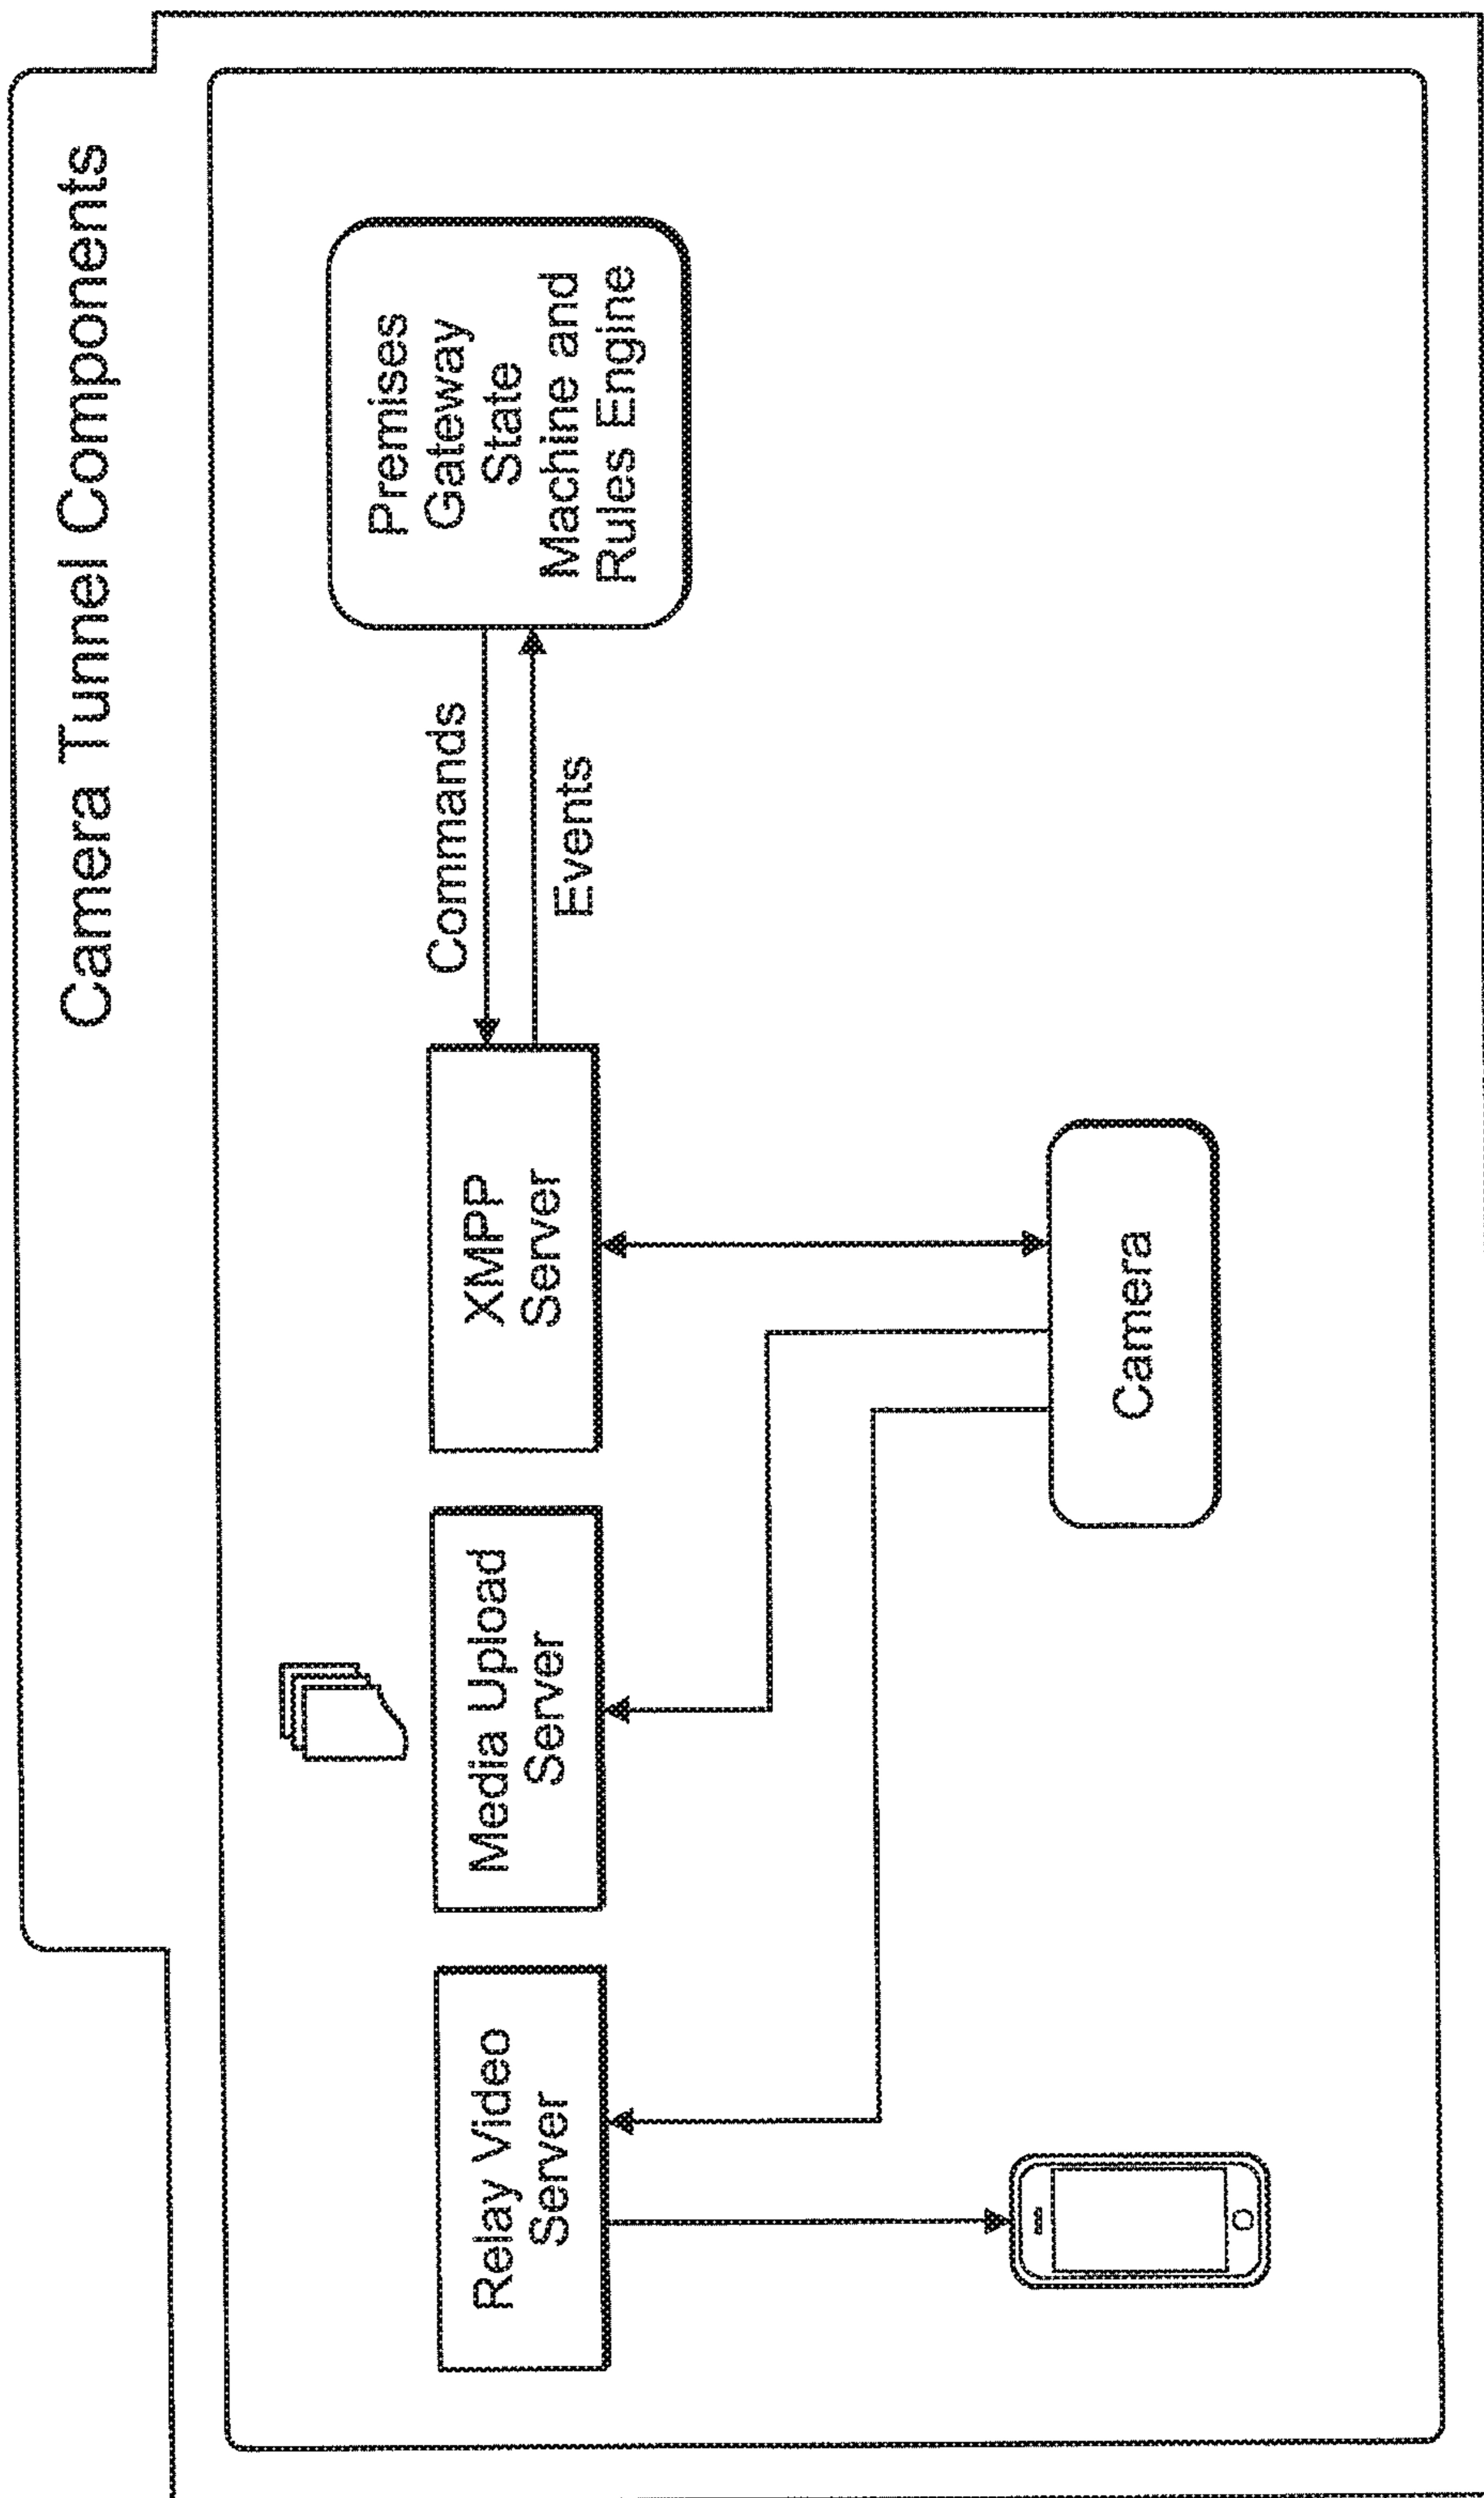 Camera Tunnel Components
Relay Video
Server
Media Upload
Server
XMPP
Server
Commands
Events
Premises
Gateway
State
Machine and
Rules Engine
Camera